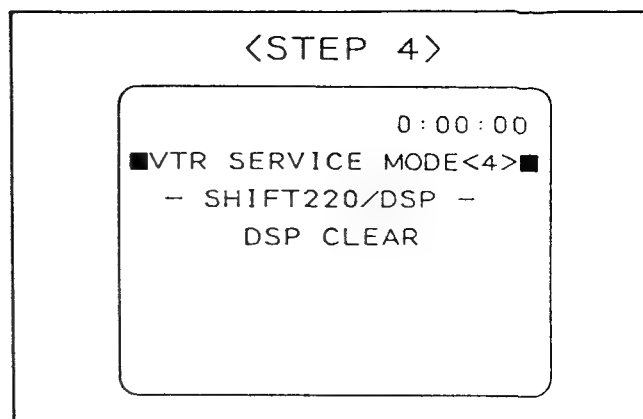 <STEP 4>
0:00:00
■VTR SERVICE MODE<4>■
- SHIFT220/DSP -
DSP CLEAR